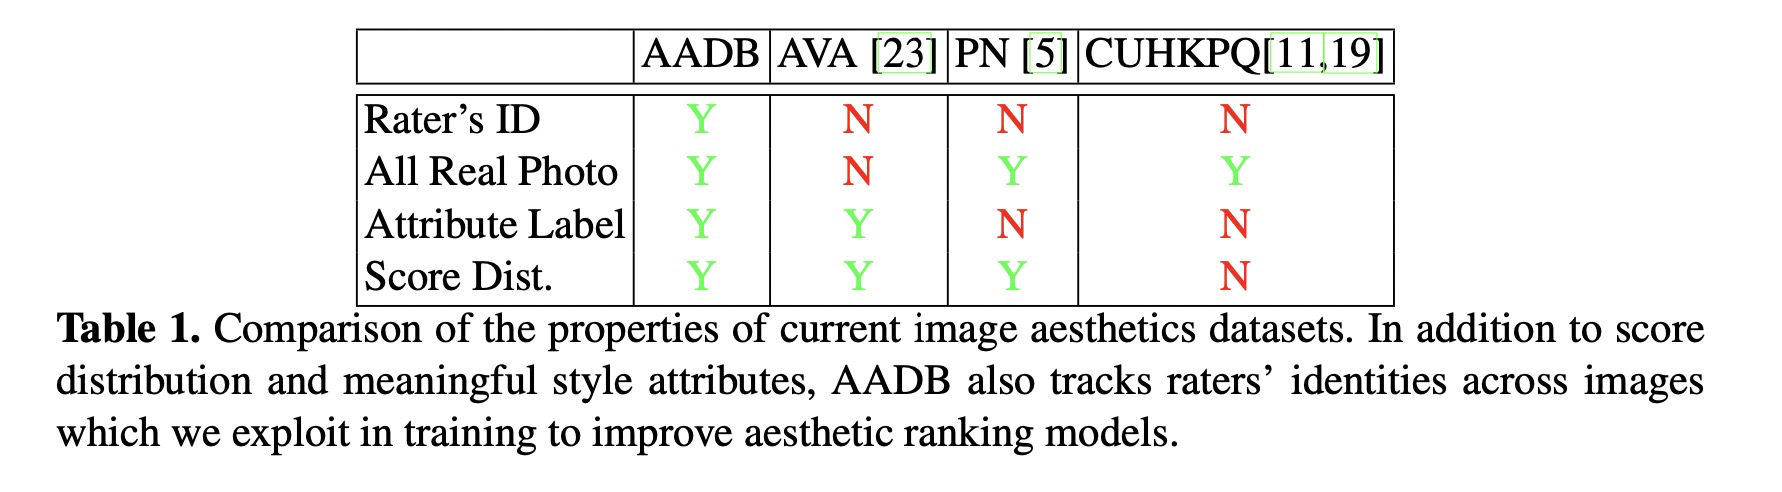 AADB AVA [23] PN [5] CUHKPQ[11,19]
Rater’s ID Y N N N
All Real Photo Y N Y Y
Attribute Label Y Y N N
Score Dist. Y Y Y N
Table 1. Comparison of the properties of current image aesthetics datasets. In addition to score
distribution and meaningful style attributes, AADB also tracks raters’ identities across images
which we exploit in training to improve aesthetic ranking models.